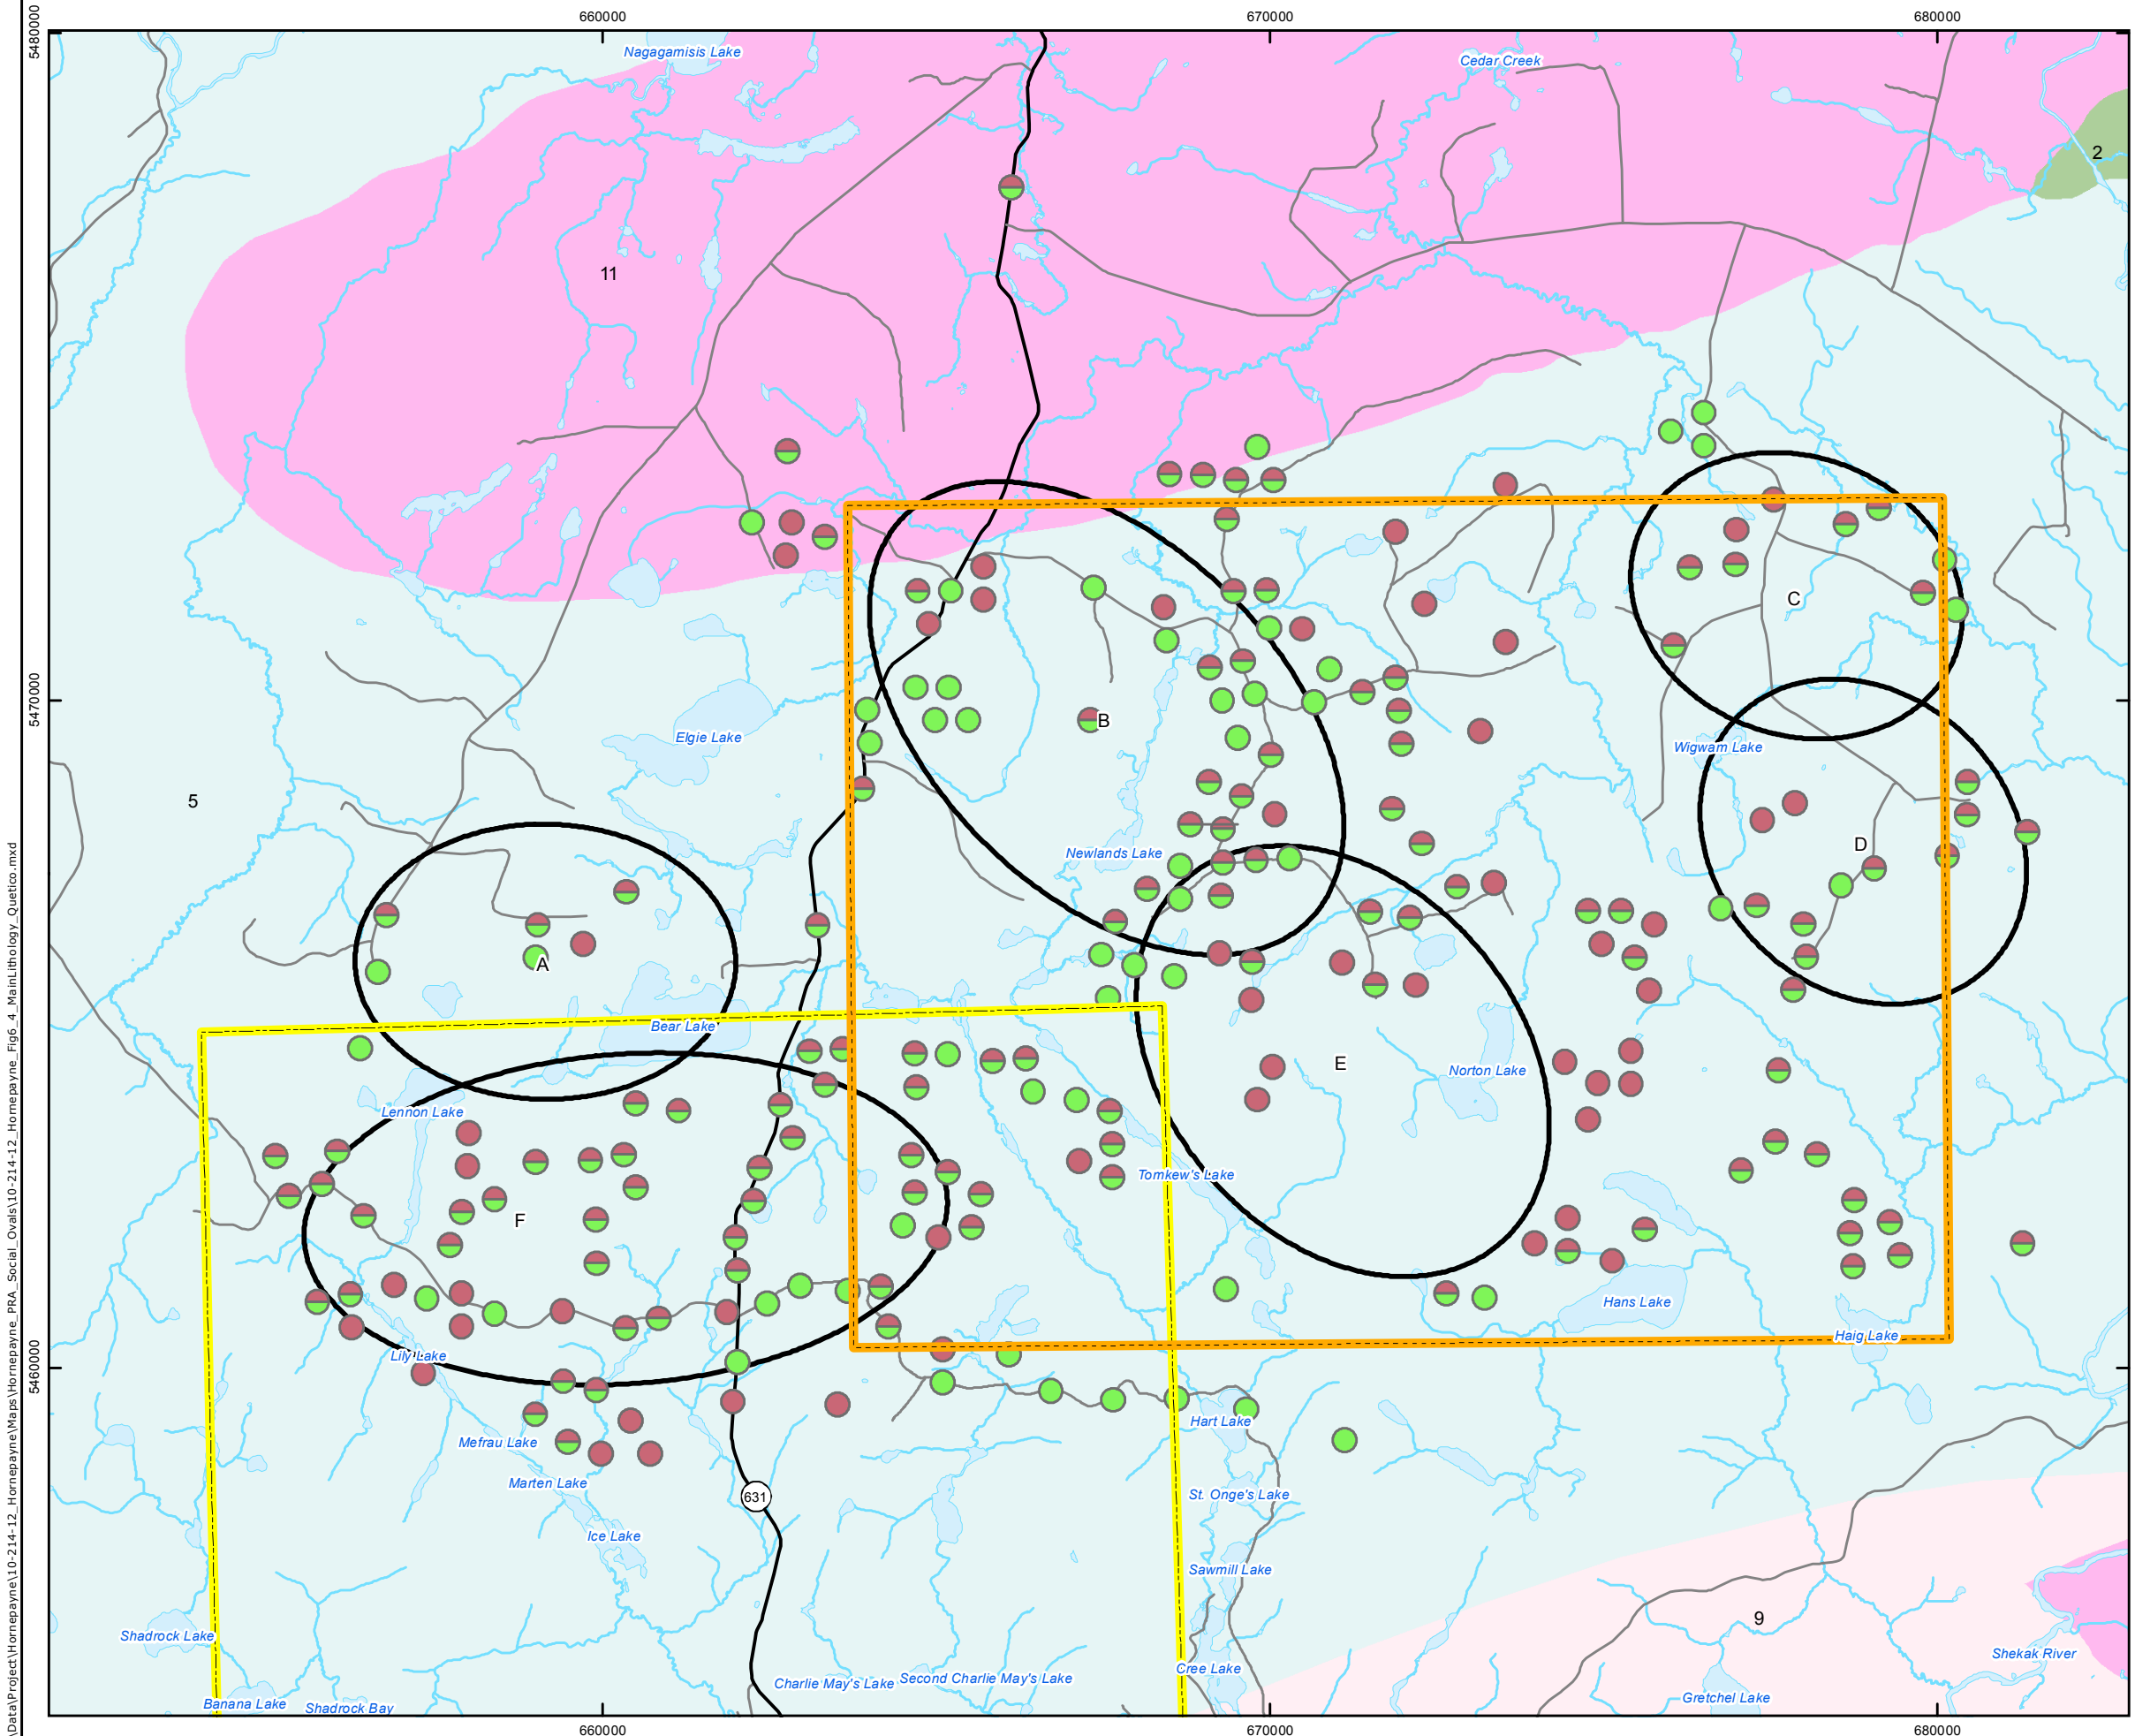 660000
670000
680000
5480000
Nagagamisis Lake
Cedar Creek
2
11
C
5470000
B
Elgie Lake
Wigwam Lake
5
D
Newlands Lake
A
Bear Lake
E
Norton Lake
Lennon Lake
Tomkew's Lake
F
Hans Lake
Haig Lake
Lily Lake
5460000
Hart Lake
Mefrau Lake
Marten Lake
631
St. Onge's Lake
Ice Lake
Sawmill Lake
9
Shadrock Lake
Shekak River
Cree Lake
Charlie May's Lake
Second Charlie May's Lake
Gretchel Lake
Banana Lake
Shadrock Bay
660000
670000
680000
\Data\Project\Hornepayne\10-214-12_Hornepayne\Maps\Hornepayne_PRA_Social_Ovals\10-214-12_Hornepayne_Fig6_4_MainLithology_Quetico.mxd